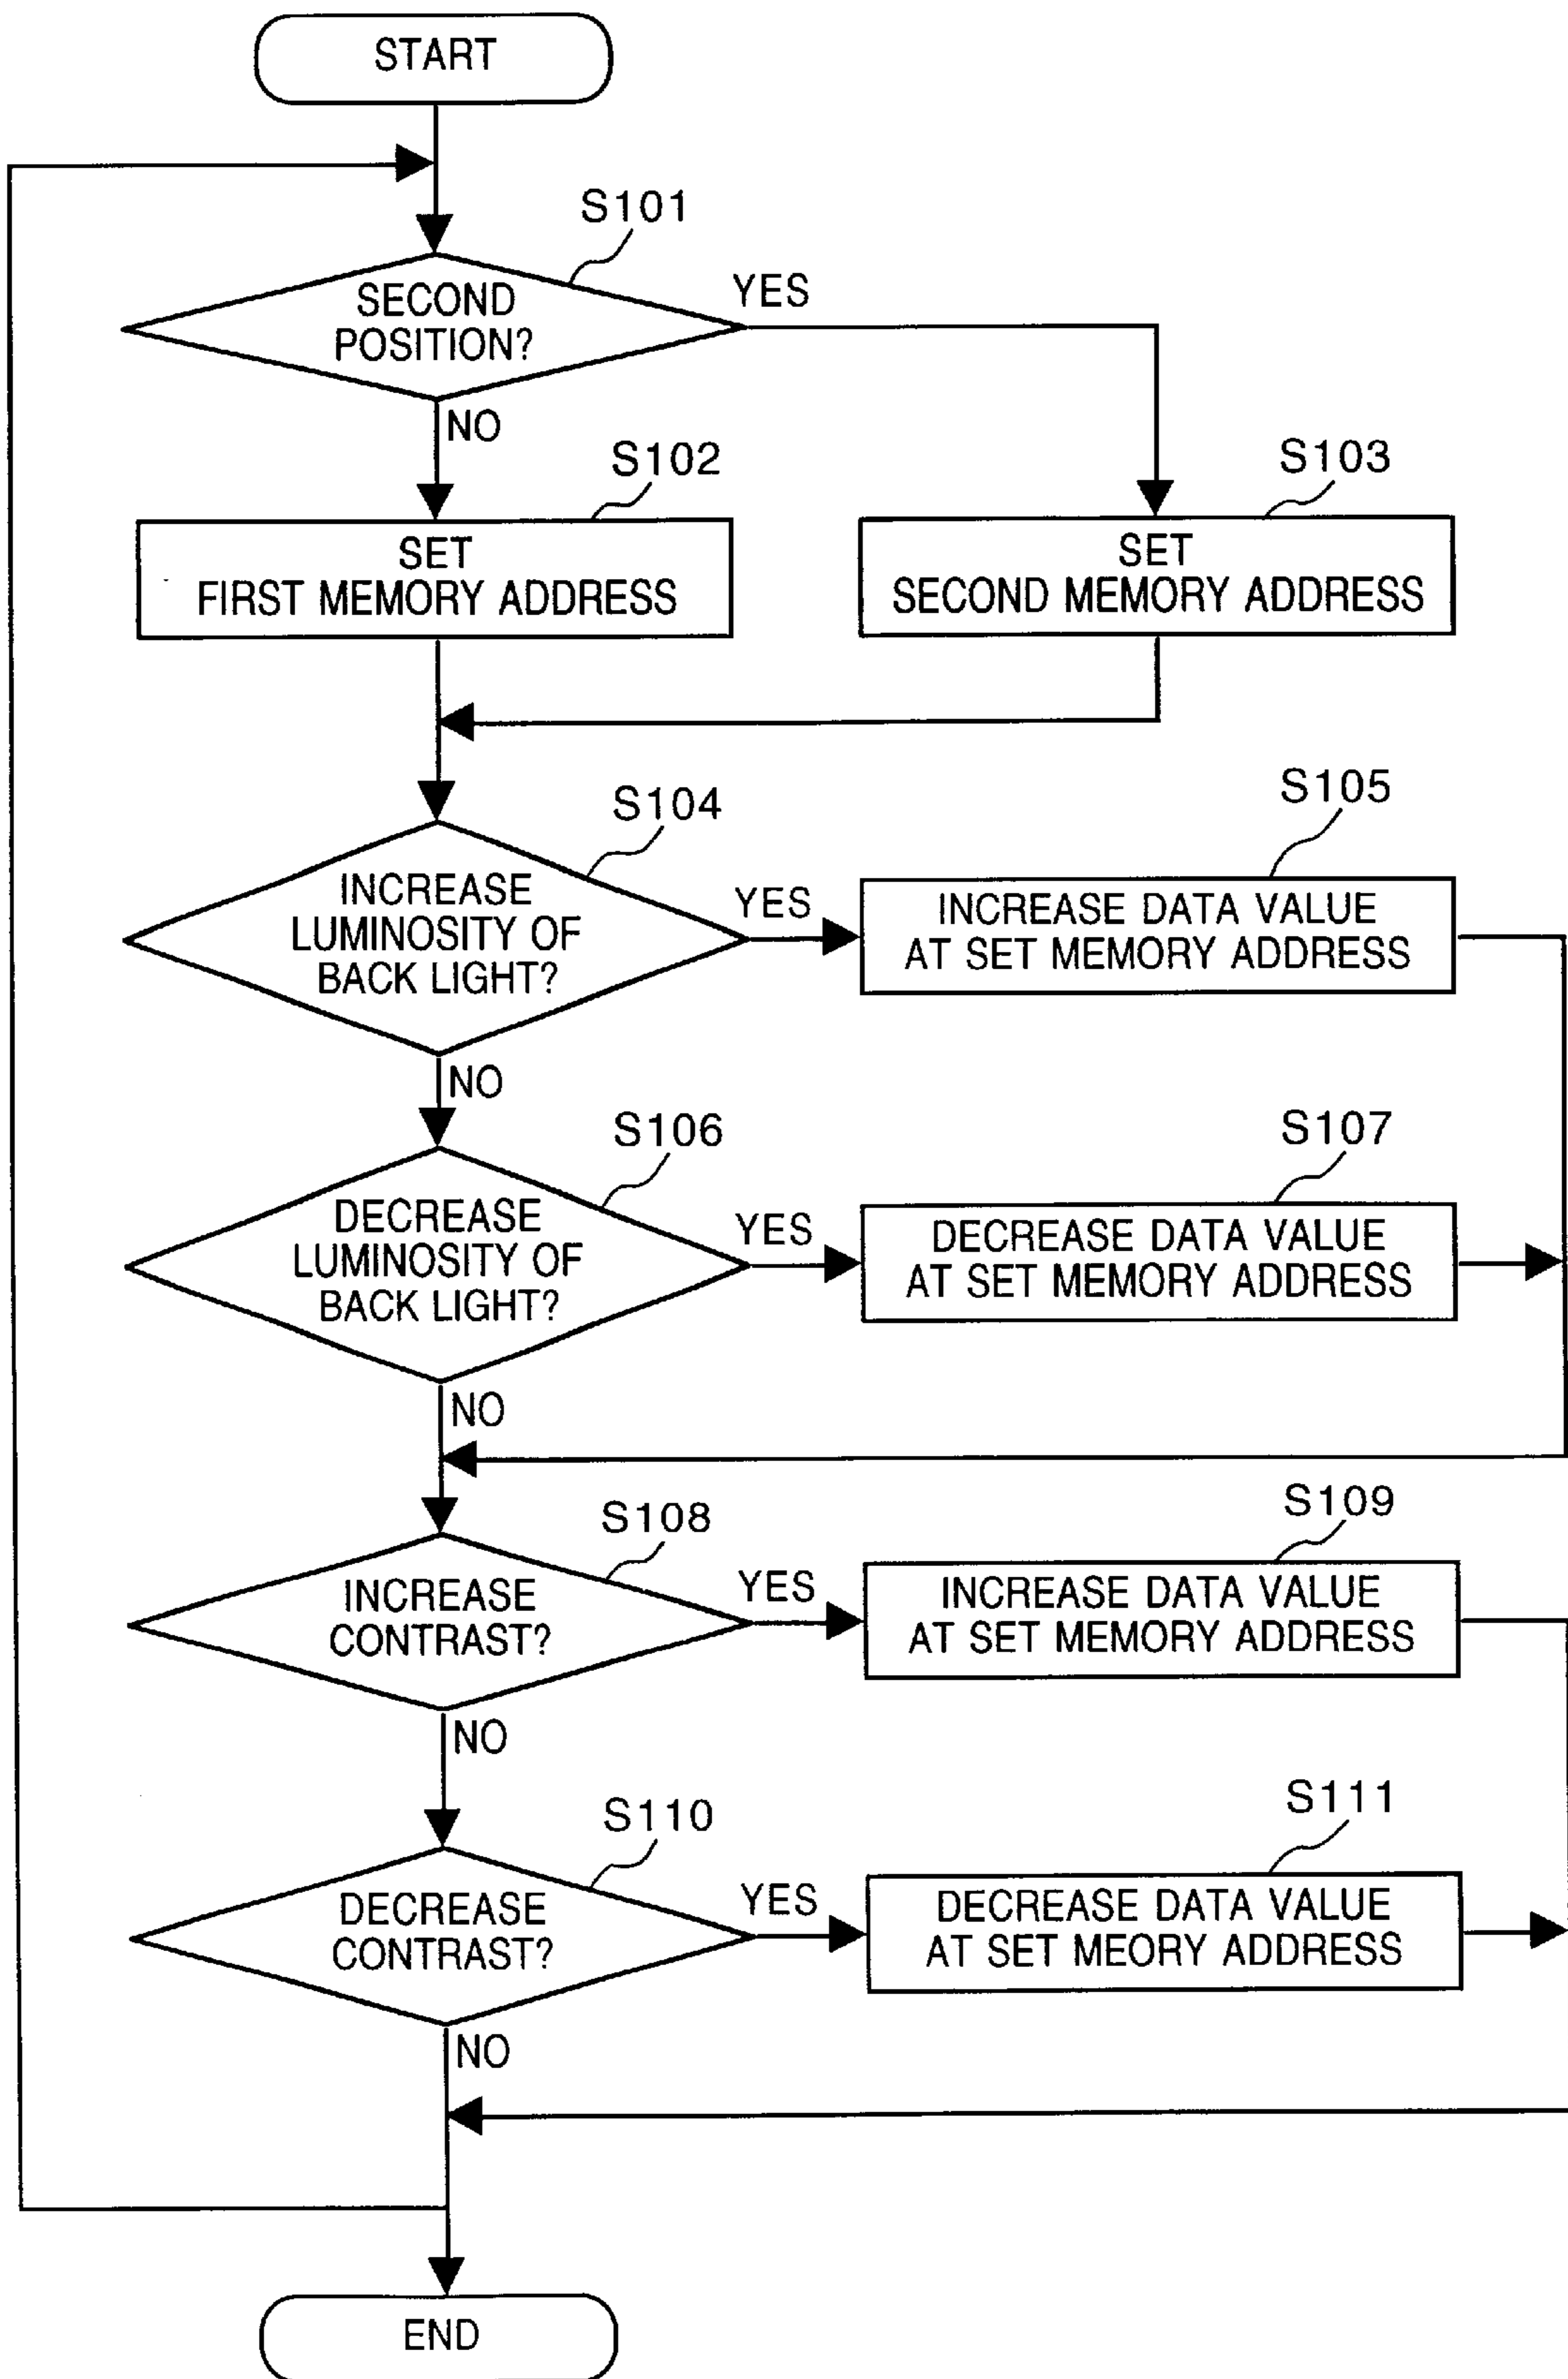 START
S101
SECOND
POSITION?
YES
NO
S102
SET
FIRST MEMORY ADDRESS
S103
SET
SECOND MEMORY ADDRESS
S104
INCREASE
LUMINOSITY OF
BACK LIGHT?
YES
S105
INCREASE DATA VALUE
AT SET MEMORY ADDRESS
NO
S106
DECREASE
LUMINOSITY OF
BACK LIGHT?
YES
S107
DECREASE DATA VALUE
AT SET MEMORY ADDRESS
NO
S108
INCREASE
CONTRAST?
YES
S109
INCREASE DATA VALUE
AT SET MEMORY ADDRESS
NO
S110
DECREASE
CONTRAST?
YES
S111
DECREASE DATA VALUE
AT SET MEORY ADDRESS
NO
END